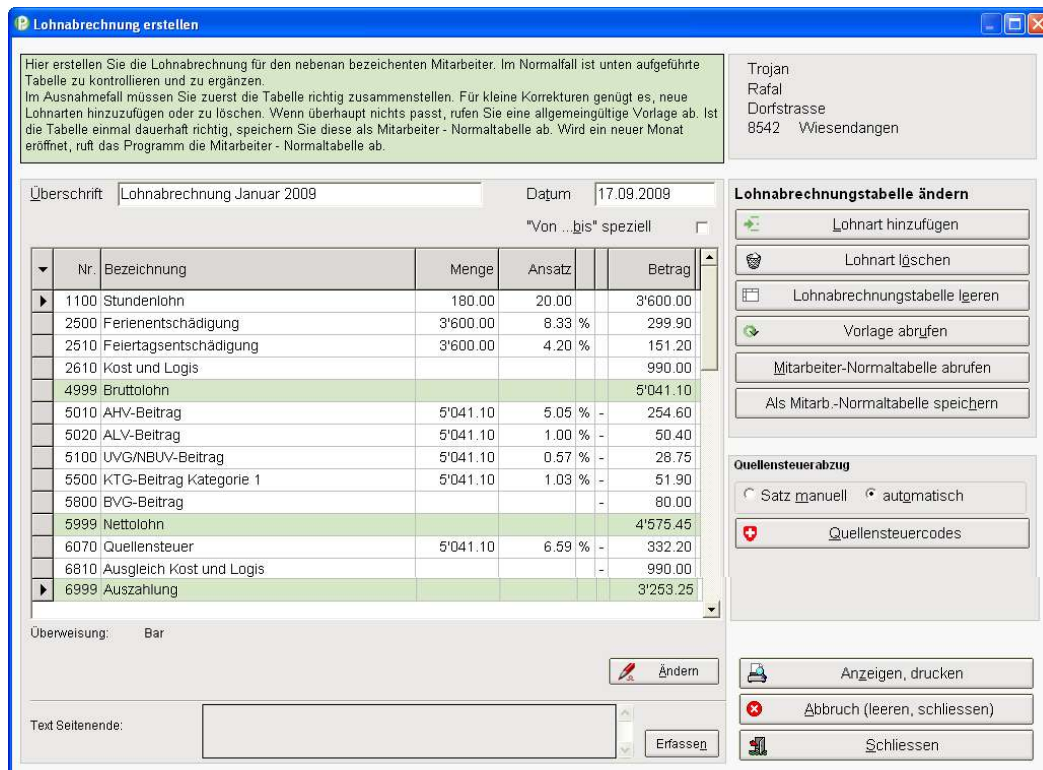 Lohnabrechnung erstellen
Hier erstellen Sie die Lohnabrechnung für den nebenan bezeichenten Mitarbeiter. Im Normalfall ist unten aufgeführte
Tabelle zu kontrollieren und zu ergänzen.
Im Ausnahmefall müssen Sie zuerst die Tabelle richtig zusammenstellen. Für kleine Korrekturen genügt es, neue
Lohnarten hinzuzufügen oder zu löschen. Wenn überhaupt nichts passt, rufen Sie eine allgemeingültige Vorlage ab. Ist
die Tabelle einmal dauerhaft richtig, speichern Sie diese als Mitarbeiter - Normaltabelle ab. Wird ein neuer Monat
eröffnet, ruft das Programm die Mitarbeiter - Normaltabelle ab.
Trojan
Rafal
Dorfstrasse
8542 Wiesendangen
Überschrift Lohnabrechnung Januar 2009 Datum 17.09.2009
"Von ...bis" speziell
Nr. Bezeichnung Menge Ansatz Betrag
1100 Stundenlohn 180.00 20.00 3'600.00
2500 Ferienentschädigung 3'600.00 8.33 % 299.90
2510 Feiertagsentschädigung 3'600.00 4.20 % 151.20
2610 Kost und Logis 990.00
4999 Bruttolohn 5'041.10
5010 AHV-Beitrag 5'041.10 5.05 % - 254.60
5020 ALV-Beitrag 5'041.10 1.00 % - 50.40
5100 UVG/NBUV-Beitrag 5'041.10 0.57 % - 28.75
5500 KTG-Beitrag Kategorie 1 5'041.10 1.03 % - 51.90
5800 BVG-Beitrag - 80.00
5999 Nettolohn 4'575.45
6070 Quellensteuer 5'041.10 6.59 % - 332.20
6810 Ausgleich Kost und Logis - 990.00
6999 Auszahlung 3'253.25
Überweisung: Bar
Ändern
Text Seitenende:
Erfassen
Lohnabrechnungstabelle ändern
Lohnart hinzufügen
Lohnart löschen
Lohnabrechnungstabelle leeren
Vorlage abrufen
Mitarbeiter-Normaltabelle abrufen
Als Mitarb.-Normaltabelle speichern
Quellensteuerabzug
Satz manuell automatisch
Quellensteuercodes
Anzeigen, drucken
Abbruch (leeren, schliessen)
Schliessen